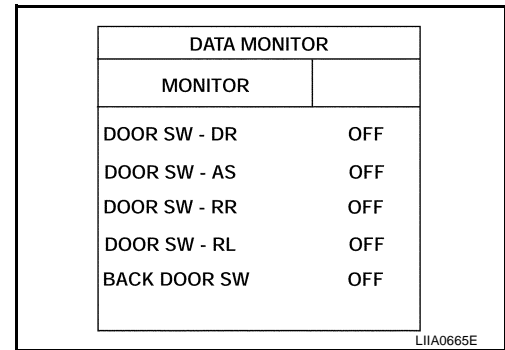 DATA MONITOR
MONITOR
DOOR SW - DR OFF
DOOR SW - AS OFF
DOOR SW - RR OFF
DOOR SW - RL OFF
BACK DOOR SW OFF
LIIA0665E